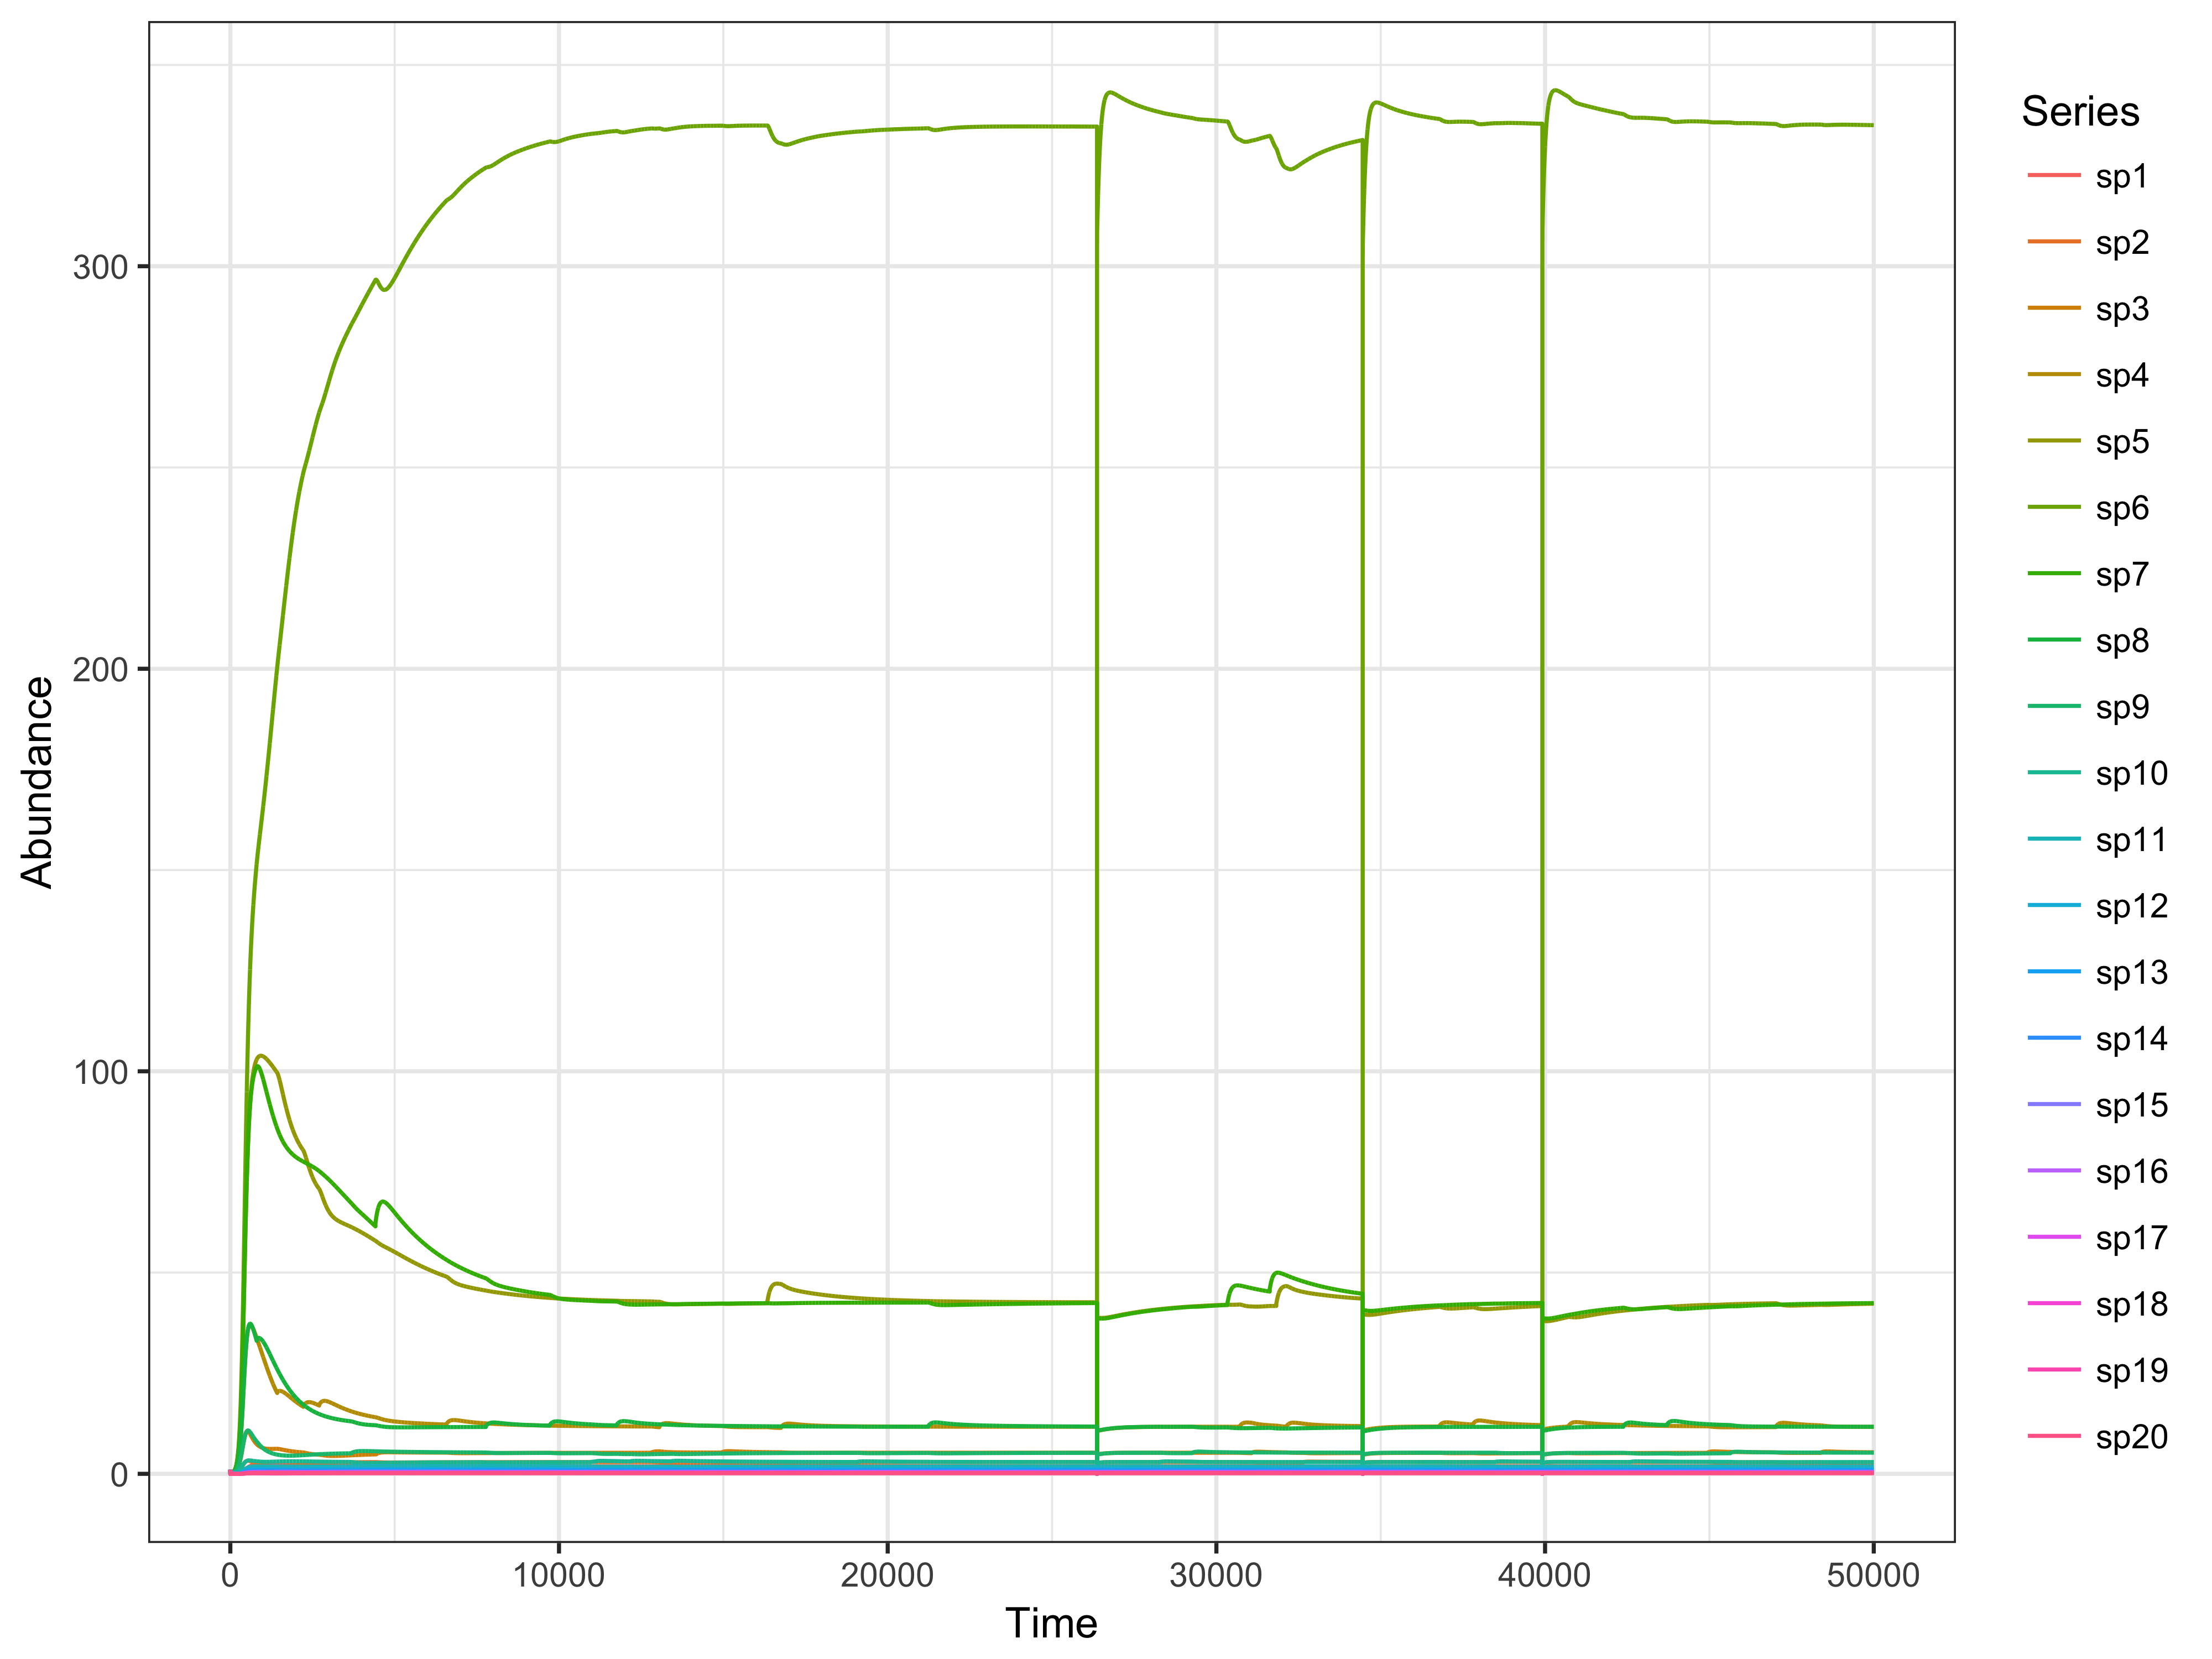 Series
sp1
sp2
sp3
sp4
sp5
sp6
sp7
sp8
sp9
sp10
sp11
sp12
sp13
sp14
sp15
sp16
sp17
sp18
sp19
sp20
Abundance
300
200
100
0
0 10000 20000 30000 40000 50000
Time